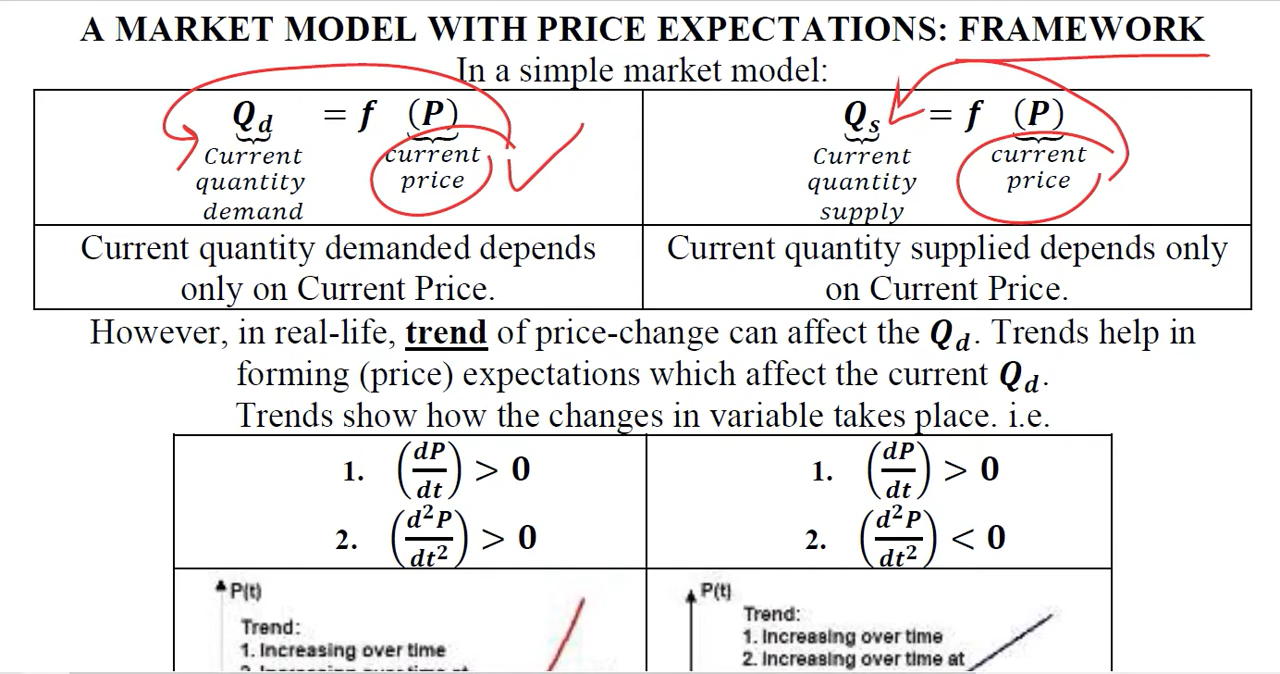 A MARKET MODEL WITH PRICE EXPECTATIONS: FRAMEWORK
In a simple market model:
Q_d = f (P)
Current quantity demand
current price
Q_s = f (P)
Current quantity supply
current price
Current quantity demanded depends
only on Current Price.
Current quantity supplied depends only
on Current Price.
However, in real-life, trend of price-change can affect the Q_d. Trends help in
forming (price) expectations which affect the current Q_d.
Trends show how the changes in variable takes place. i.e.
1. (dP/dt) > 0
2. (d²P/dt²) > 0
1. (dP/dt) > 0
2. (d²P/dt²) < 0
P(t)
Trend:
1. Increasing over time
P(t)
Trend:
1. Increasing over time
2. Increasing over time at